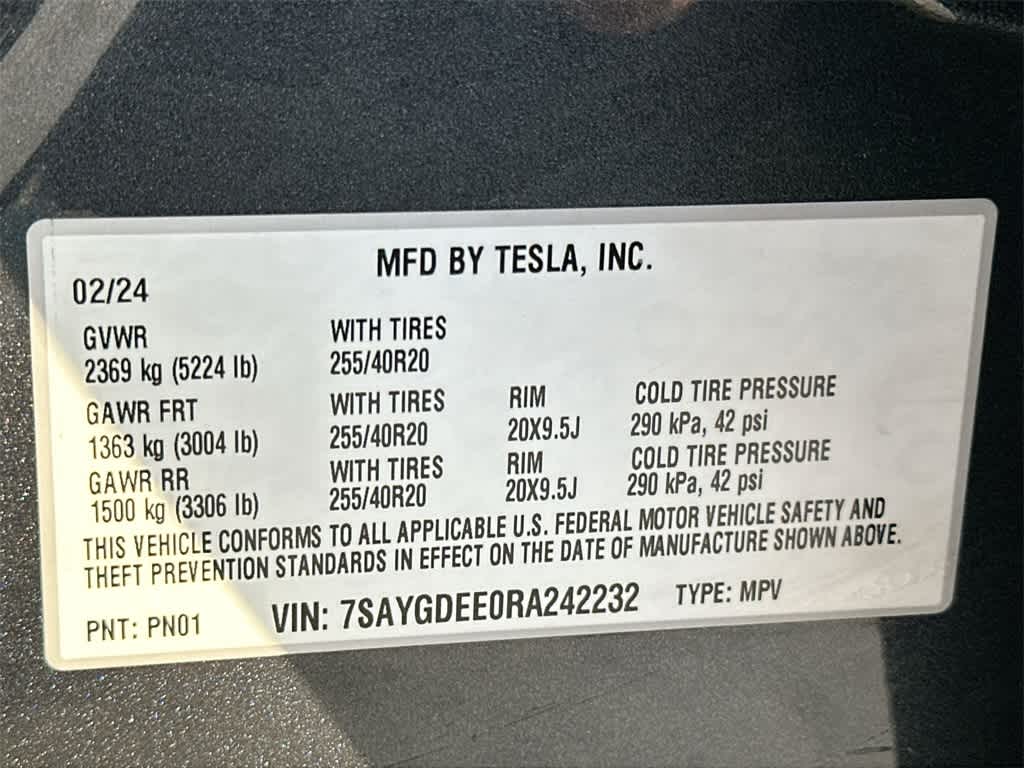 MFD BY TESLA, INC.
02/24
GVWR WITH TIRES
2369 kg (5224 lb) 255/40R20
GAWR FRT WITH TIRES RIM COLD TIRE PRESSURE
1363 kg (3004 lb) 255/40R20 20X9.5J 290 kPa, 42 psi
GAWR RR WITH TIRES RIM COLD TIRE PRESSURE
1500 kg (3306 lb) 255/40R20 20X9.5J 290 kPa, 42 psi
THIS VEHICLE CONFORMS TO ALL APPLICABLE U.S. FEDERAL MOTOR VEHICLE SAFETY AND
THEFT PREVENTION STANDARDS IN EFFECT ON THE DATE OF MANUFACTURE SHOWN ABOVE.
PNT: PN01 VIN: 7SAYGDEE0RA242232 TYPE: MPV